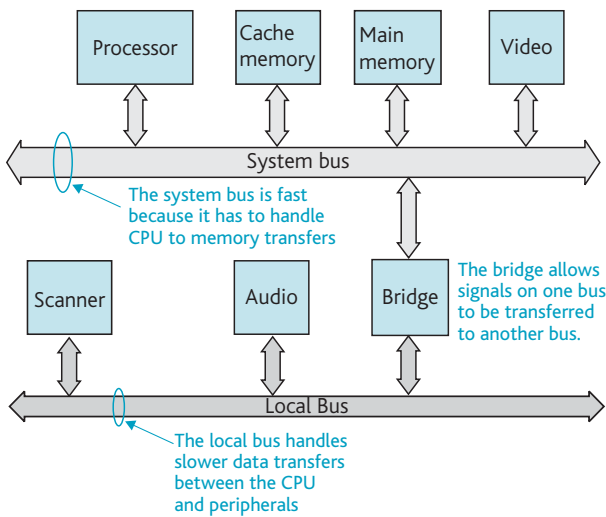 Processor
Cache
memory
Main
memory
Video
System bus
The system bus is fast
because it has to handle
CPU to memory transfers
Scanner
Audio
Bridge
The bridge allows
signals on one bus
to be transferred
to another bus.
Local Bus
The local bus handles
slower data transfers
between the CPU
and peripherals